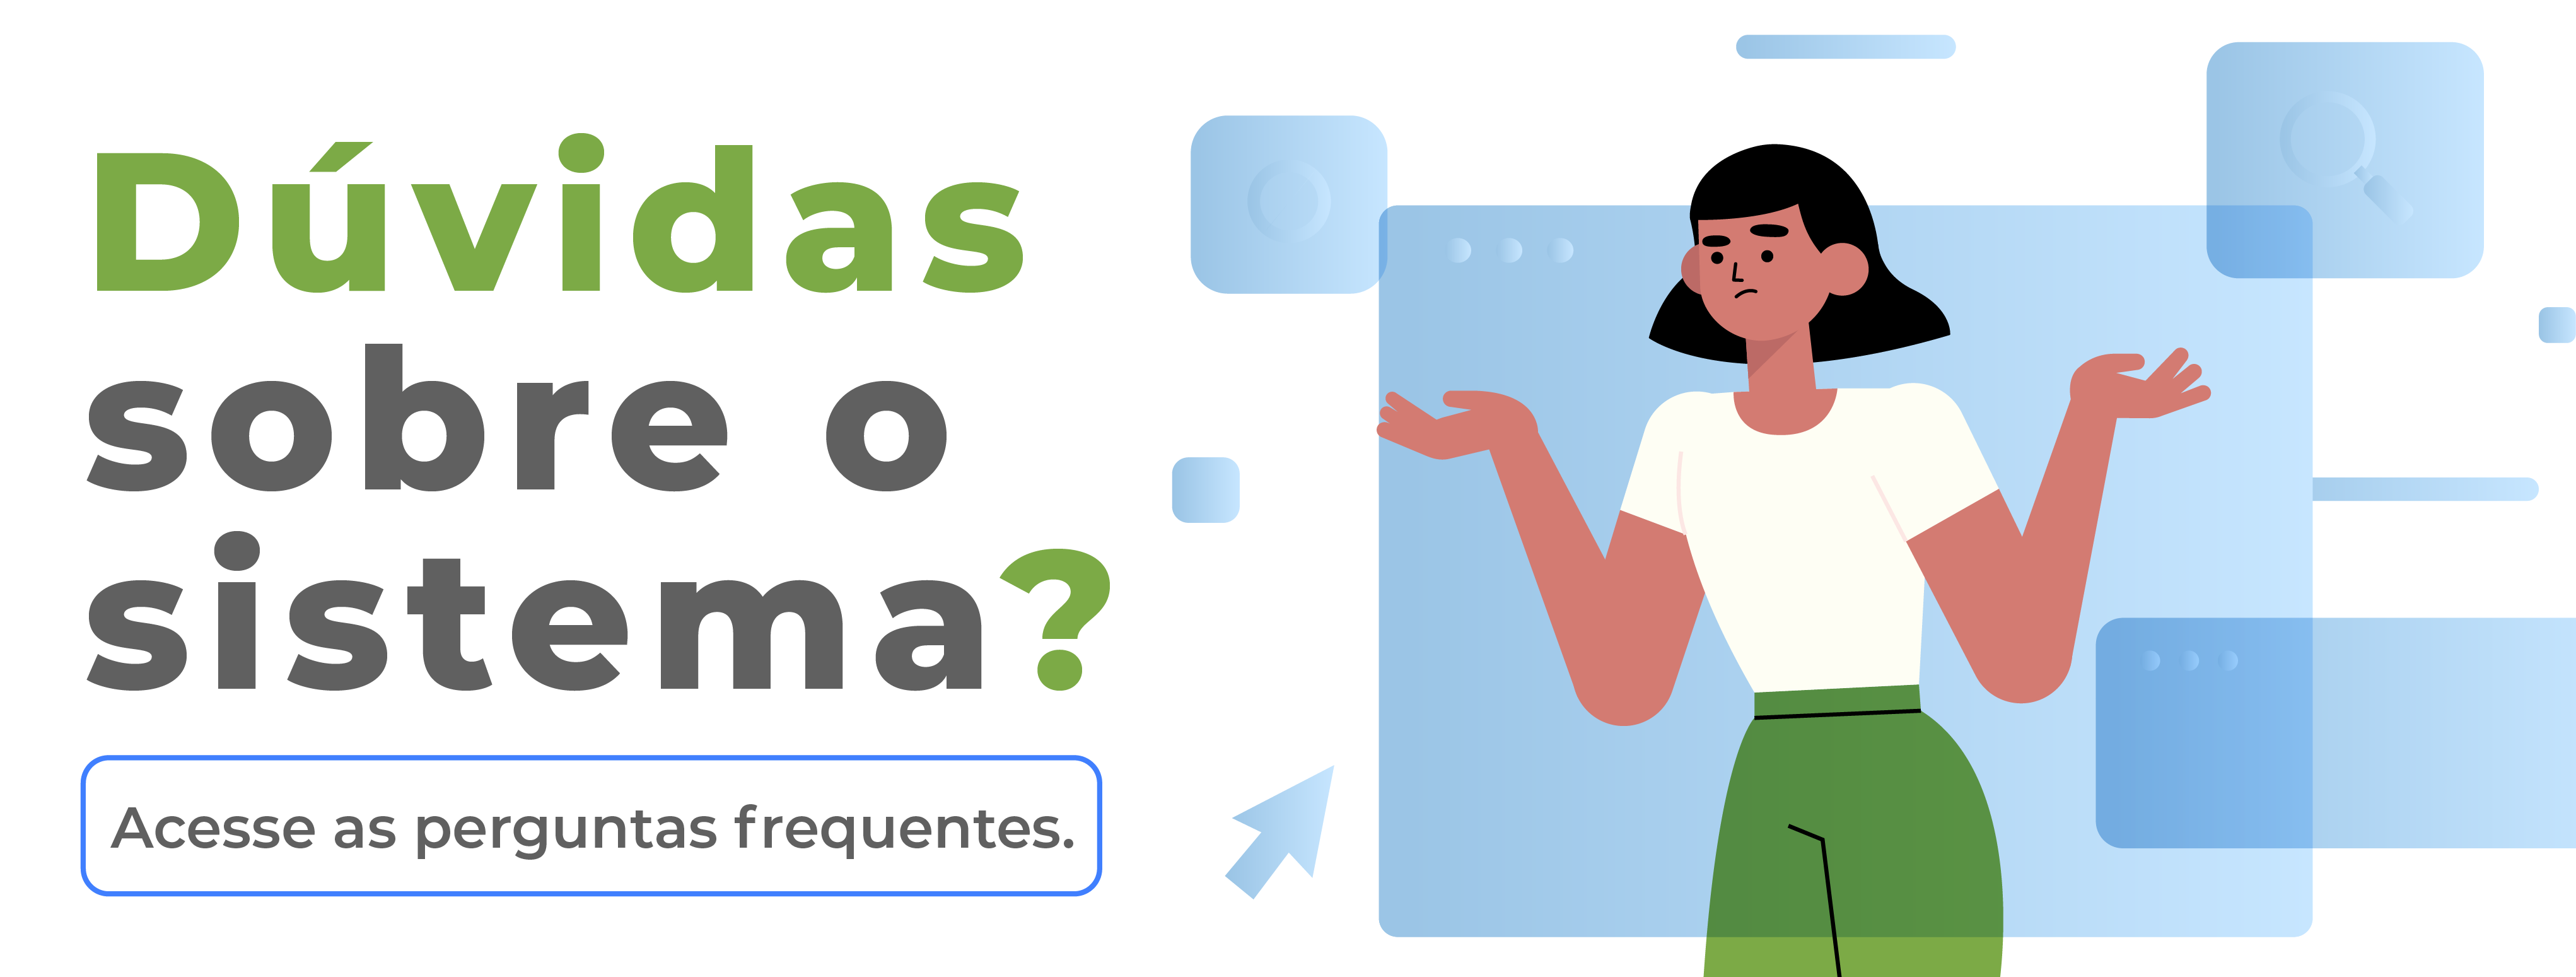 Dúvidas
sobre o
sistema?
Acesse as perguntas frequentes.